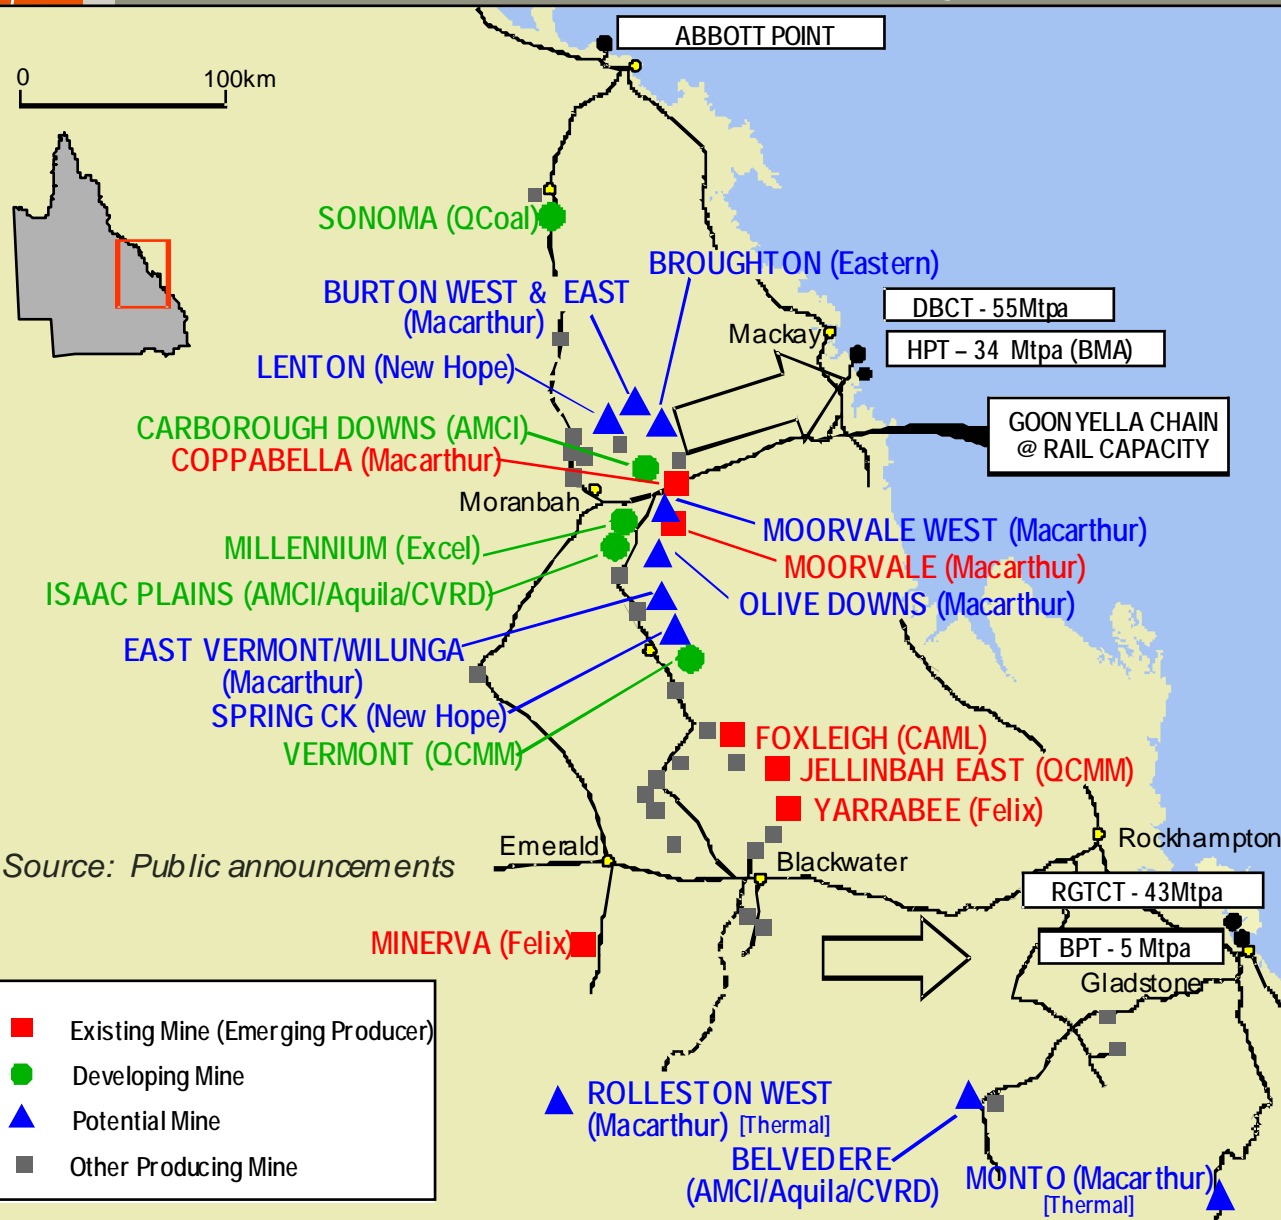 ABBOTT POINT
0 100km
SONOMA (QCoal)
BROUGHTON (Eastern)
BURTON WEST & EAST
(Macarthur)
DBCT - 55Mtpa
Mackay
HPT – 34 Mtpa (BMA)
LENTON (New Hope)
GOONYELLA CHAIN
@ RAIL CAPACITY
CARBOROUGH DOWNS (AMCI)
COPPABELLA (Macarthur)
Moranbah
MOORVALE WEST (Macarthur)
MILLENNIUM (Excel)
MOORVALE (Macarthur)
ISAAC PLAINS (AMCI/Aquila/CVRD)
OLIVE DOWNS (Macarthur)
EAST VERMONT/WILUNGA
(Macarthur)
SPRING CK (New Hope)
VERMONT (QCMM)
FOXLEIGH (CAML)
JELLINBAH EAST (QCMM)
YARRABEE (Felix)
Emerald
Rockhampton
Source: Public announcements
Blackwater
RGTCT - 43Mtpa
MINERVA (Felix)
BPT - 5 Mtpa
Gladstone
Existing Mine (Emerging Producer)
Developing Mine
Potential Mine
Other Producing Mine
ROLLESTON WEST
(Macarthur) [Thermal]
BELVEDERE
(AMCI/Aquila/CVRD)
MONTO (Macarthur)
[Thermal]